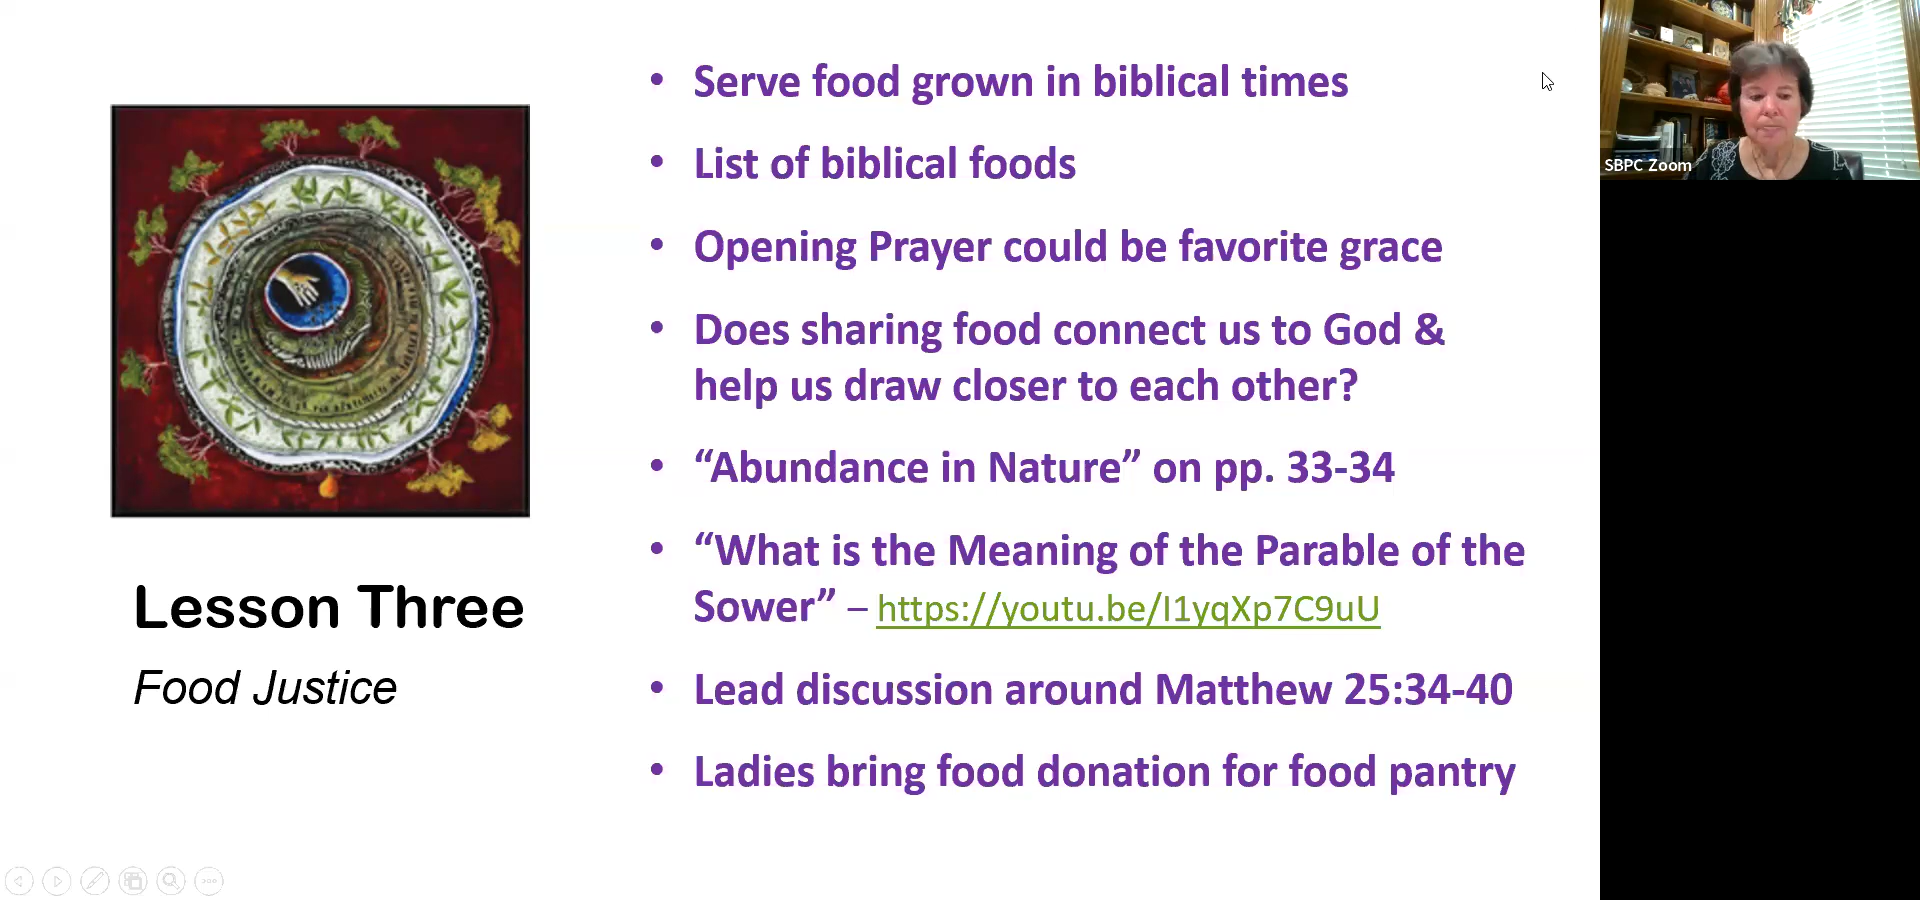 • Serve food grown in biblical times
• List of biblical foods
• Opening Prayer could be favorite grace
• Does sharing food connect us to God &
help us draw closer to each other?
• “Abundance in Nature” on pp. 33-34
• “What is the Meaning of the Parable of the
Sower” – https://youtu.be/I1yqXp7C9uU
• Lead discussion around Matthew 25:34-40
• Ladies bring food donation for food pantry
Lesson Three
Food Justice
SBPC Zoom